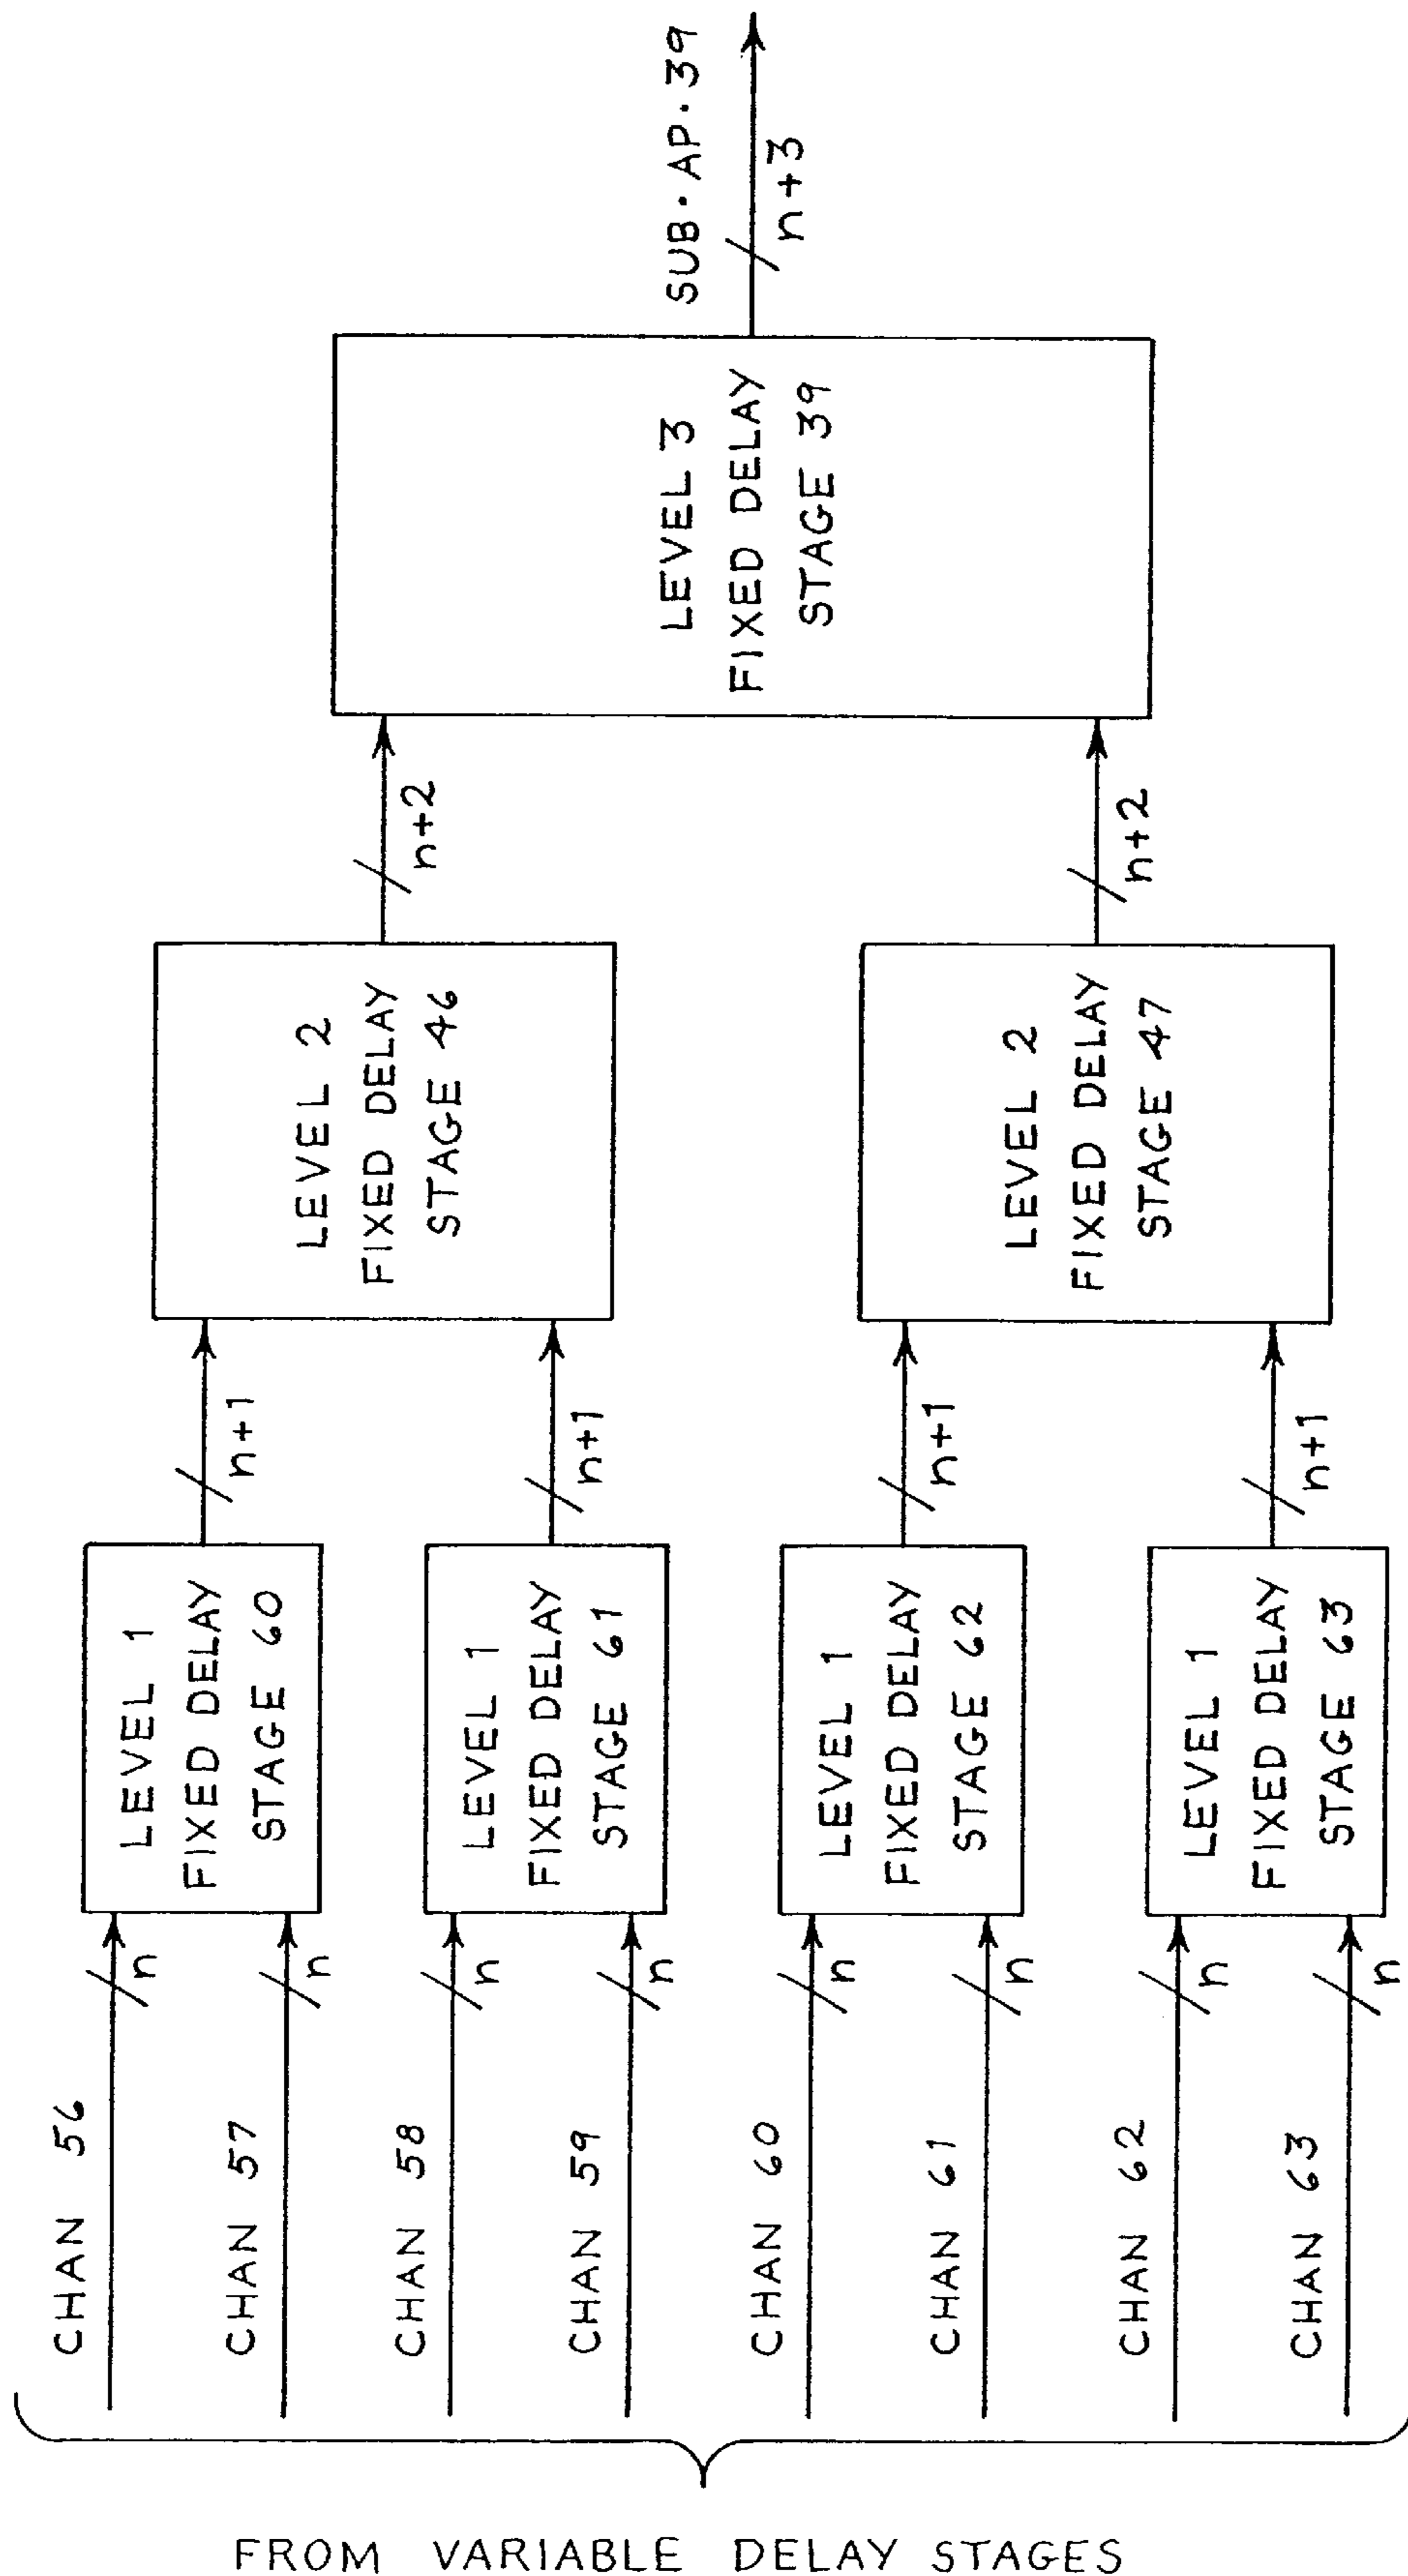 CHAN 56
n
CHAN 57
n
CHAN 58
n
CHAN 59
n
CHAN 60
n
CHAN 61
n
CHAN 62
n
CHAN 63
n
LEVEL 1
FIXED DELAY
STAGE 60
LEVEL 1
FIXED DELAY
STAGE 61
LEVEL 1
FIXED DELAY
STAGE 62
LEVEL 1
FIXED DELAY
STAGE 63
n+1
n+1
n+1
n+1
LEVEL 2
FIXED DELAY
STAGE 46
LEVEL 2
FIXED DELAY
STAGE 47
n+2
n+2
LEVEL 3
FIXED DELAY
STAGE 39
SUB·AP·39
n+3
FROM VARIABLE DELAY STAGES